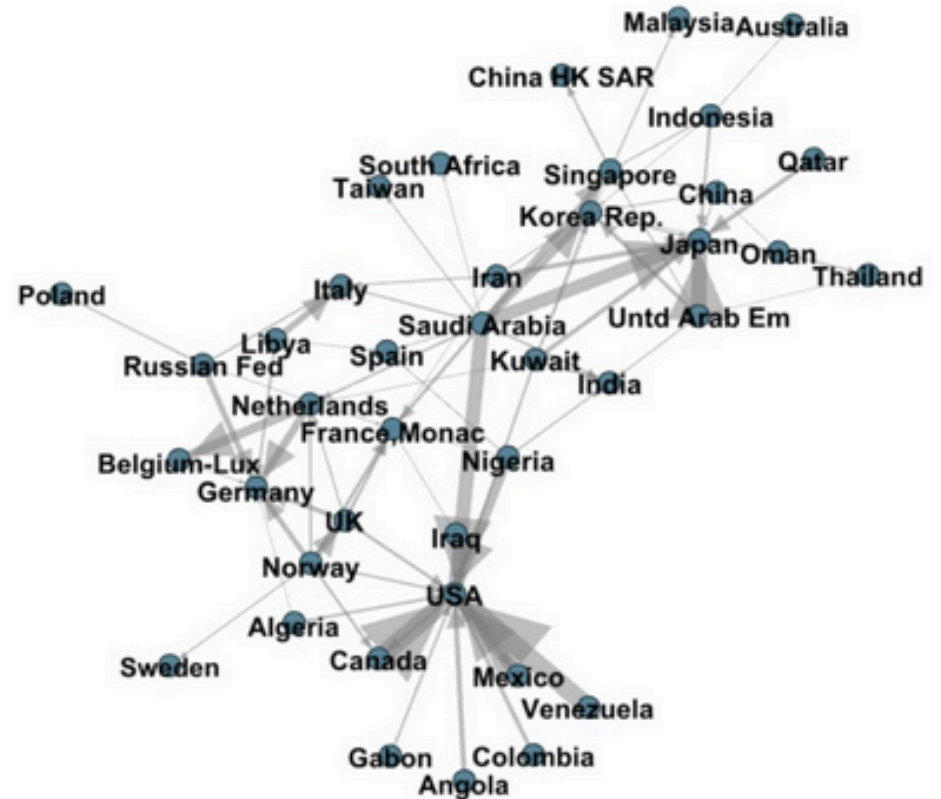 Malaysia
Australia
China HK SAR
Indonesia
South Africa
Taiwan
Singapore
China
Qatar
Korea Rep.
Japan
Oman
Thailand
Poland
Italy
Iran
Saudi Arabia
Untd Arab Em
Libya
Spain
Kuwait
India
Russian Fed
Netherlands
France,Monac
Nigeria
Belgium-Lux
Germany
UK
Iraq
Norway
USA
Algeria
Canada
Sweden
Mexico
Venezuela
Gabon
Colombia
Angola